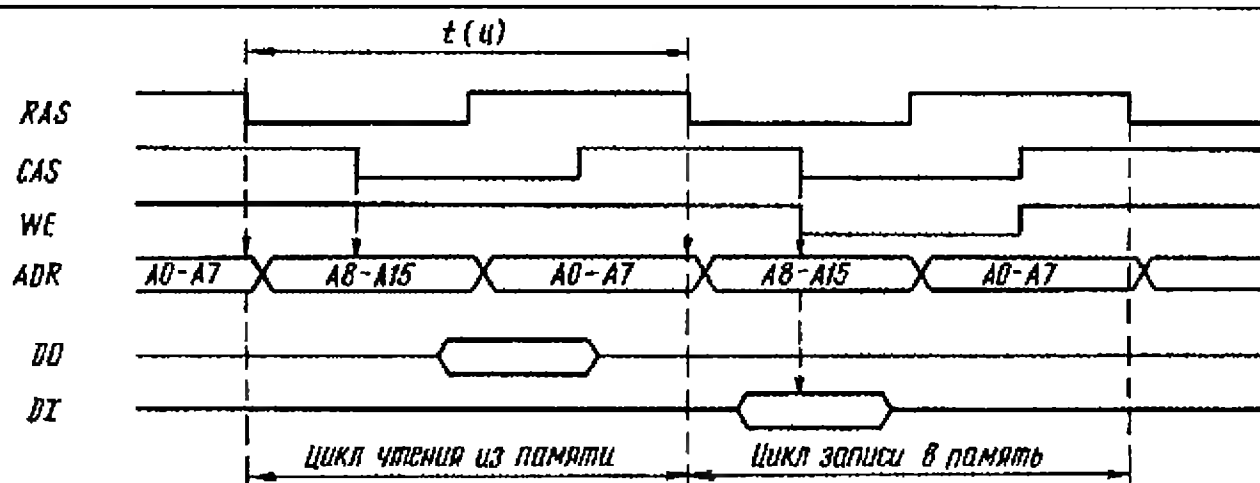 t(ц)
RAS
CAS
WE
ADR A0-A7 A8-A15 A0-A7 A8-A15 A0-A7
DO
DI
Цикл чтения из памяти Цикл записи в память